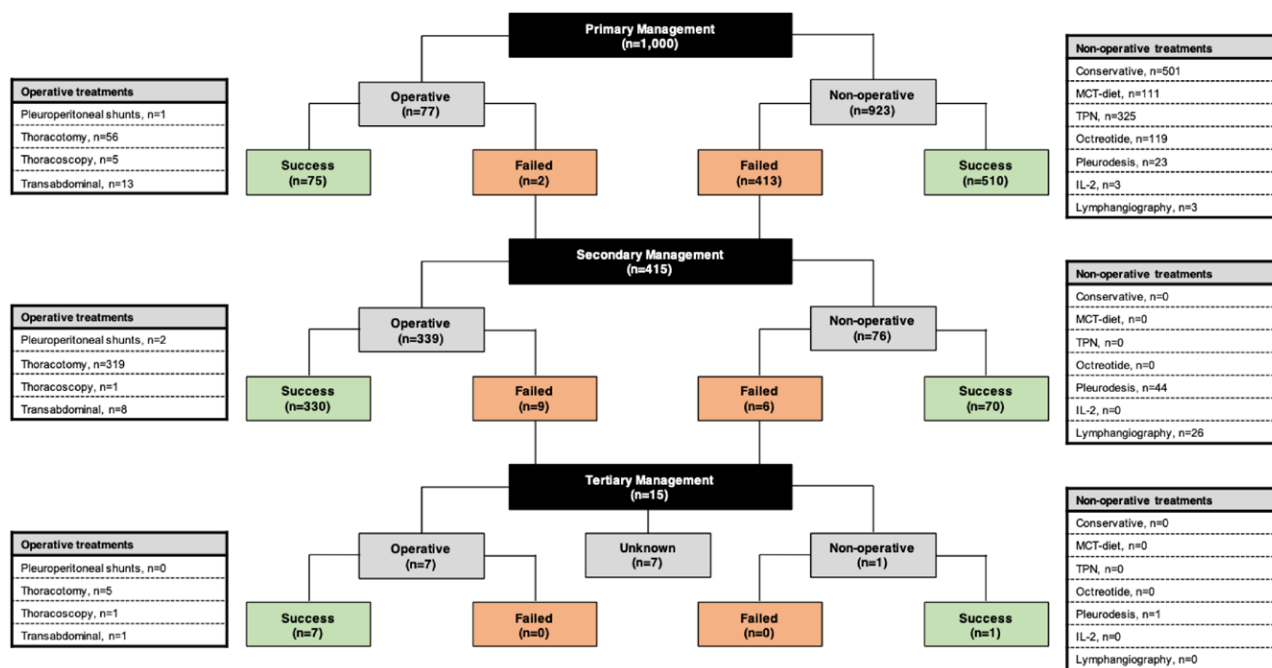 Primary Management
(n=1,000)
Operative treatments
Pleuroperitoneal shunts, n=1
Thoracotomy, n=56
Thoracoscopy, n=5
Transabdominal, n=13
Operative
(n=77)
Non-operative
(n=923)
Success
(n=75)
Failed
(n=2)
Failed
(n=413)
Success
(n=510)
Non-operative treatments
Conservative, n=501
MCT-diet, n=111
TPN, n=325
Octreotide, n=119
Pleurodesis, n=23
IL-2, n=3
Lymphangiography, n=3
Secondary Management
(n=415)
Operative treatments
Pleuroperitoneal shunts, n=2
Thoracotomy, n=319
Thoracoscopy, n=1
Transabdominal, n=8
Operative
(n=339)
Non-operative
(n=76)
Success
(n=330)
Failed
(n=9)
Failed
(n=6)
Success
(n=70)
Non-operative treatments
Conservative, n=0
MCT-diet, n=0
TPN, n=0
Octreotide, n=0
Pleurodesis, n=44
IL-2, n=0
Lymphangiography, n=26
Tertiary Management
(n=15)
Operative treatments
Pleuroperitoneal shunts, n=0
Thoracotomy, n=5
Thoracoscopy, n=1
Transabdominal, n=1
Operative
(n=7)
Unknown
(n=7)
Non-operative
(n=1)
Success
(n=7)
Failed
(n=0)
Failed
(n=0)
Success
(n=1)
Non-operative treatments
Conservative, n=0
MCT-diet, n=0
TPN, n=0
Octreotide, n=0
Pleurodesis, n=1
IL-2, n=0
Lymphangiography, n=0